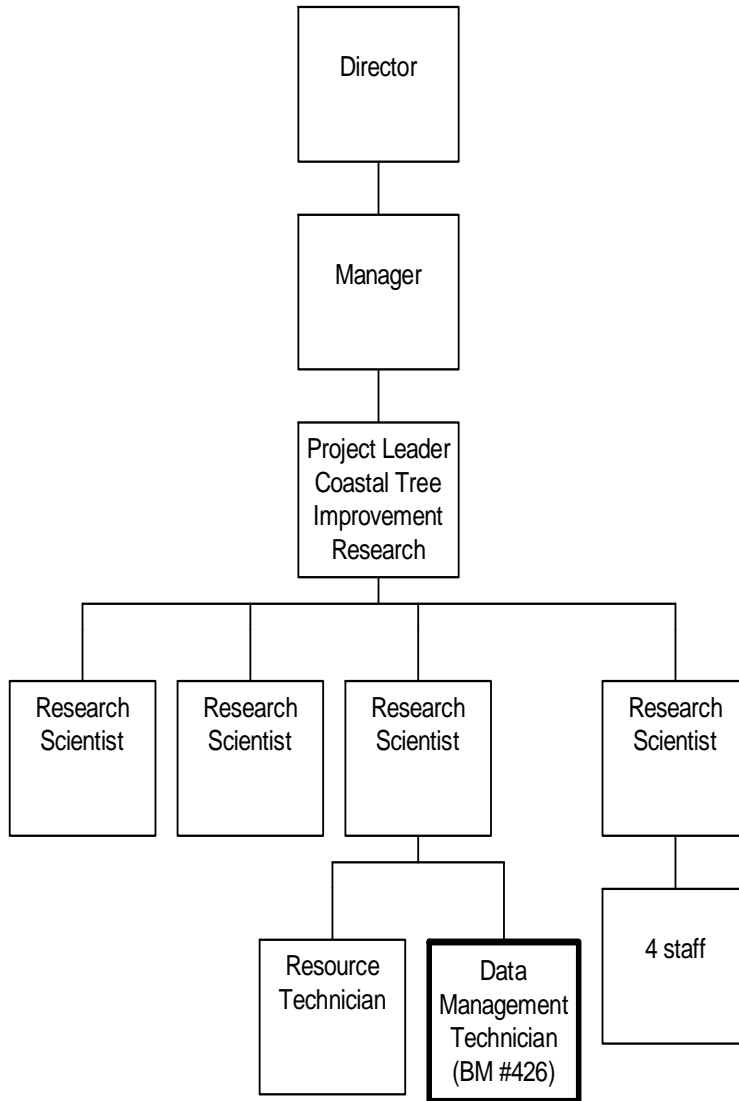 Director
Manager
Project Leader
Coastal Tree
Improvement
Research
Research
Scientist
Research
Scientist
Research
Scientist
Research
Scientist
Resource
Technician
Data
Management
Technician
(BM #426)
4 staff